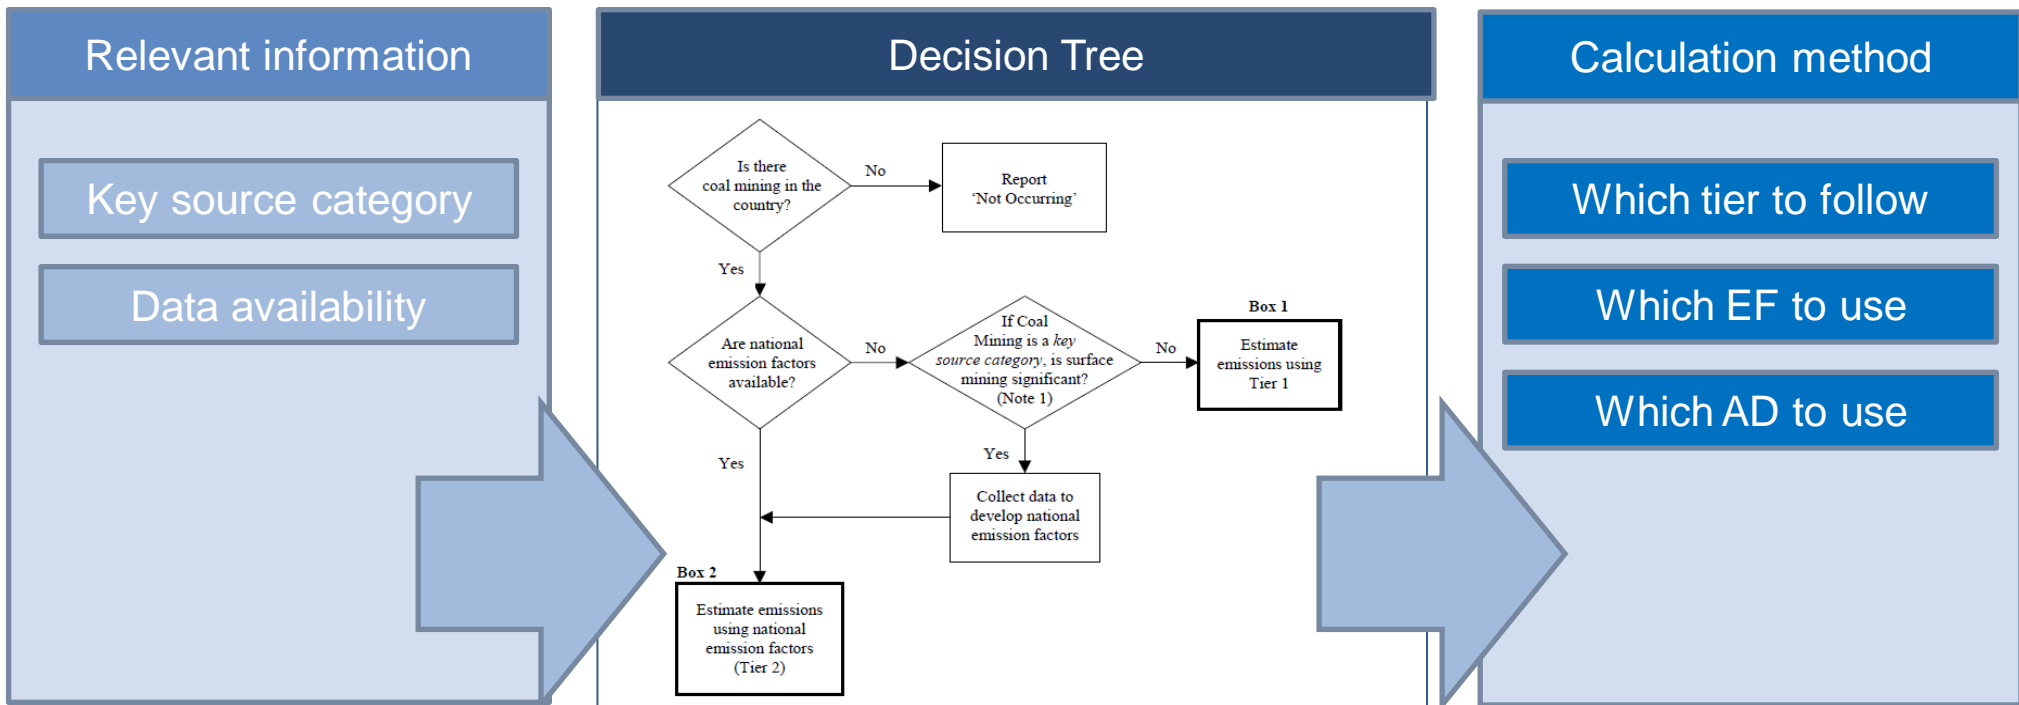 Relevant information
Key source category
Data availability
Decision Tree
Is there
coal mining in the
country?
No
Report
‘Not Occurring’
Yes
Are national
emission factors
available?
No
If Coal
Mining is a key
source category, is surface
mining significant?
(Note 1)
No
Box 1
Estimate
emissions using
Tier 1
Yes
Yes
Collect data to
develop national
emission factors
Box 2
Estimate emissions
using national
emission factors
(Tier 2)
Calculation method
Which tier to follow
Which EF to use
Which AD to use